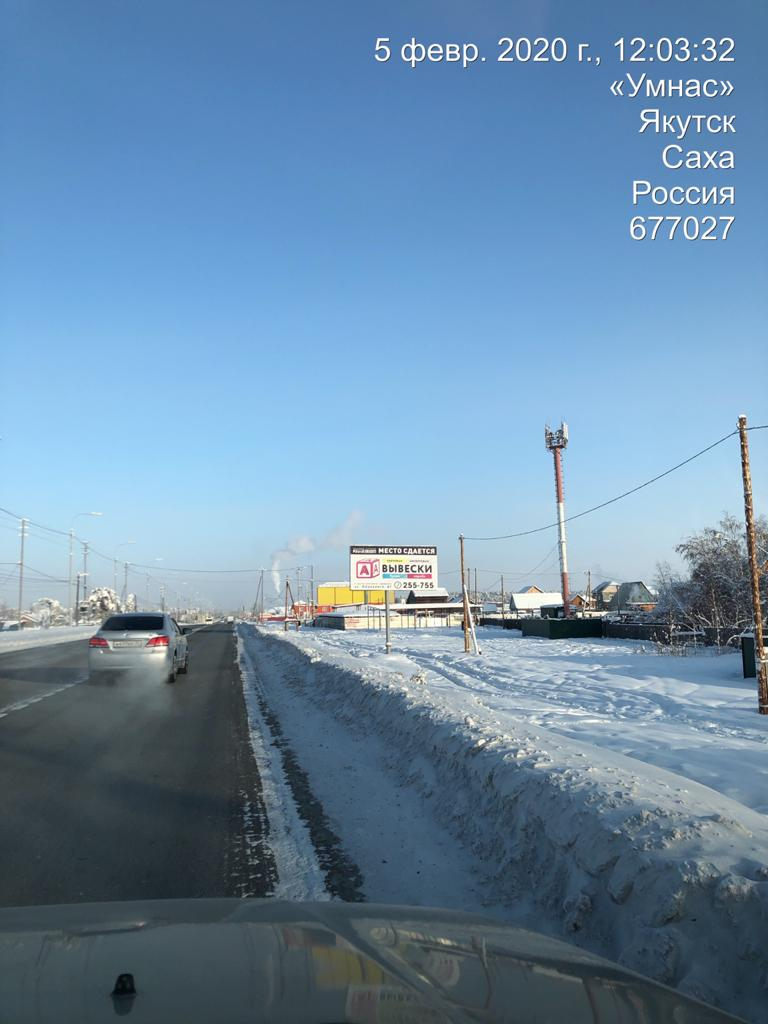 5 февр. 2020 г., 12:03:32
«Умнас»
Якутск
Саха
Россия
677027
МЕСТО СДАЕТСЯ
ВЫВЕСКИ
255-755